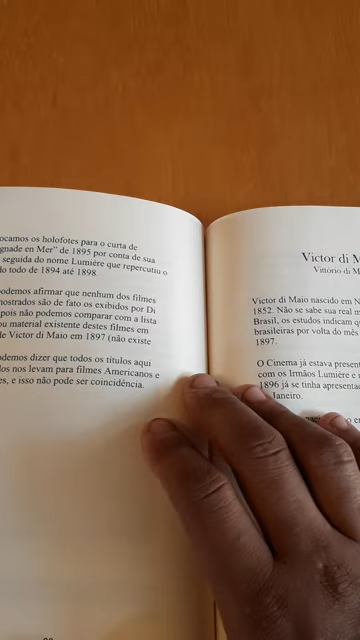 ocamos os holofotes para o curta de
gnade en Mer" de 1895 por conta de sua
seguida do nome Lumière que repercutiu o
do todo de 1894 até 1898.
podemos afirmar que nenhum dos filmes
mostrados são de fato os exibidos por Di
pois não podemos comparar com a lista
ou material existente destes filmes em
de Victor di Maio em 1897 (não existe
odemos dizer que todos os títulos aqui
dos nos levam para filmes Americanos e
es, e isso não pode ser coincidência.
Victor di M
Vittório di M
Victor di Maio nascido em N
1852. Não se sabe sua real m
Brasil, os estudos indicam q
brasileiras por volta do mês
1897.
O Cinema já estava present
com os Irmãos Lumière e
1896 já se tinha apresenta
Janeiro.